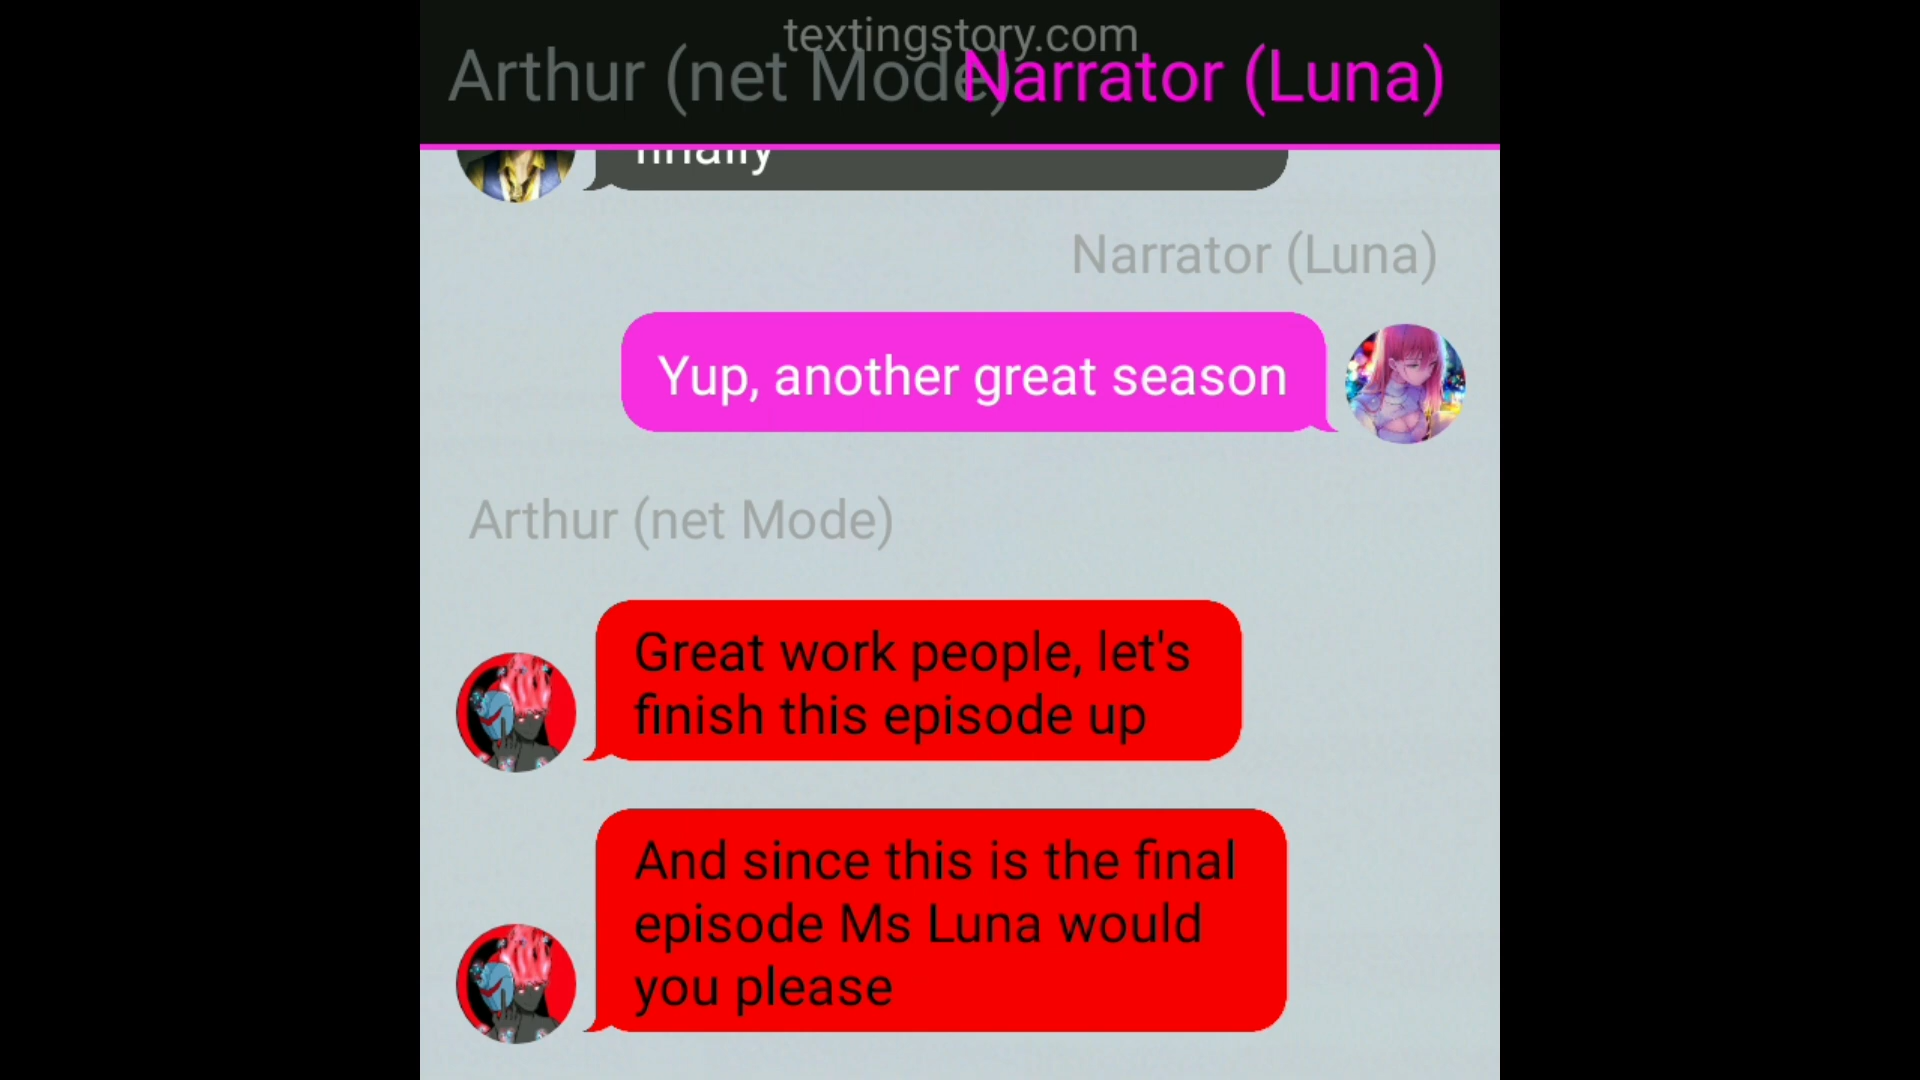 textingstory.com
Arthur (net Mode)
Narrator (Luna)
finally
Narrator (Luna)
Yup, another great season
Arthur (net Mode)
Great work people, let's
finish this episode up
And since this is the final
episode Ms Luna would
you please